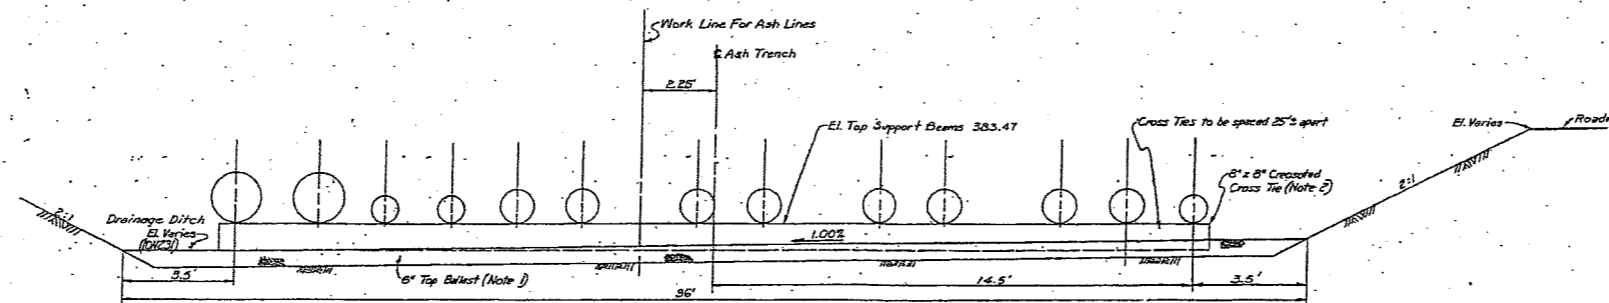 Work Line For Ash Lines
℄ Ash Trench
2.25'
El. Top Support Beams 383.47
Cross Ties to be spaced 25'± apart
El. Varies
8" x 8" Creosoted
Cross Tie (Note 2)
2:1
2:1
Drainage Ditch
El. Varies
1.00%
3.5'
6" Top Ballast (Note 1)
14.5'
3.5'
36'